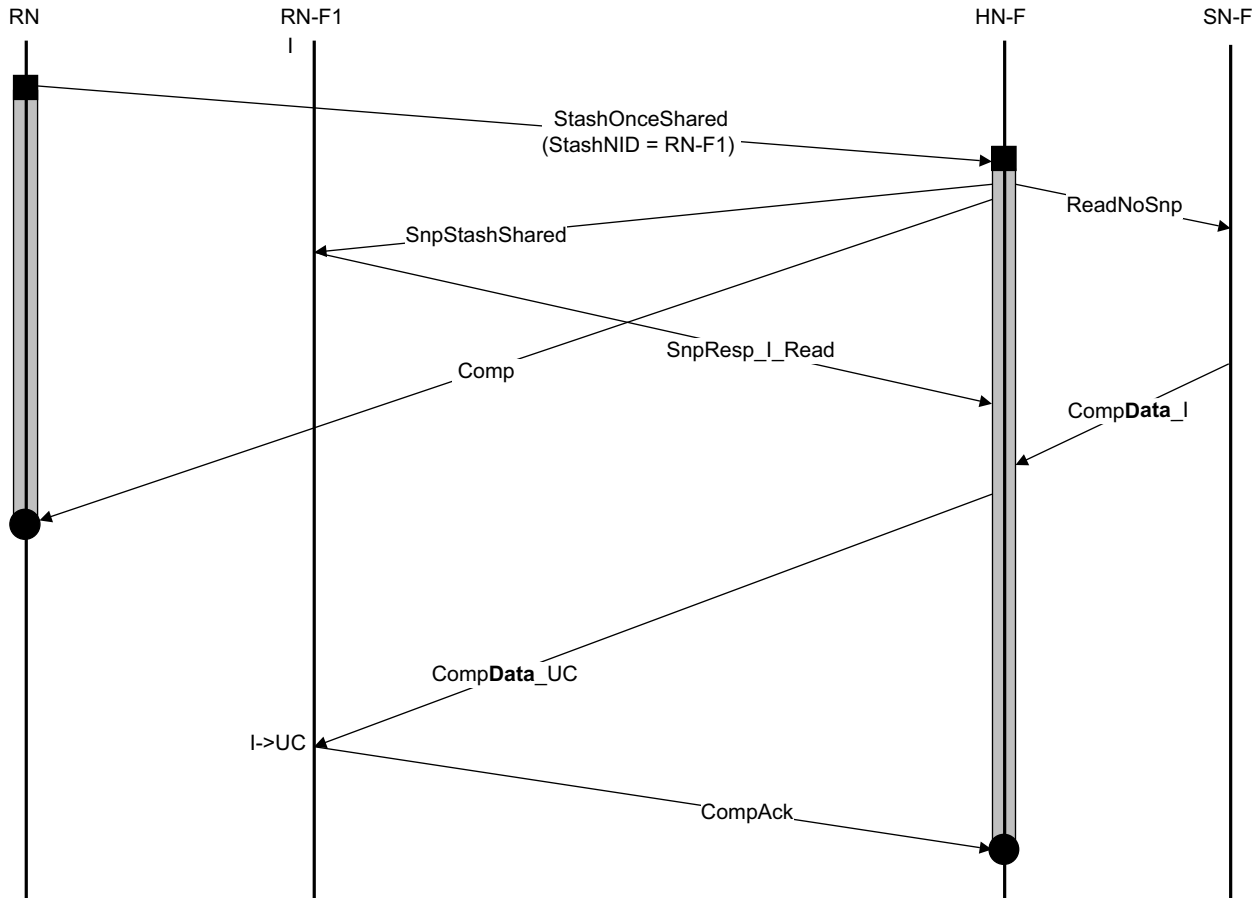 RN
RN-F1
HN-F
SN-F
I
StashOnceShared
(StashNID = RN-F1)
ReadNoSnp
SnpStashShared
SnpResp_I_Read
Comp
CompData_I
CompData_UC
I->UC
CompAck